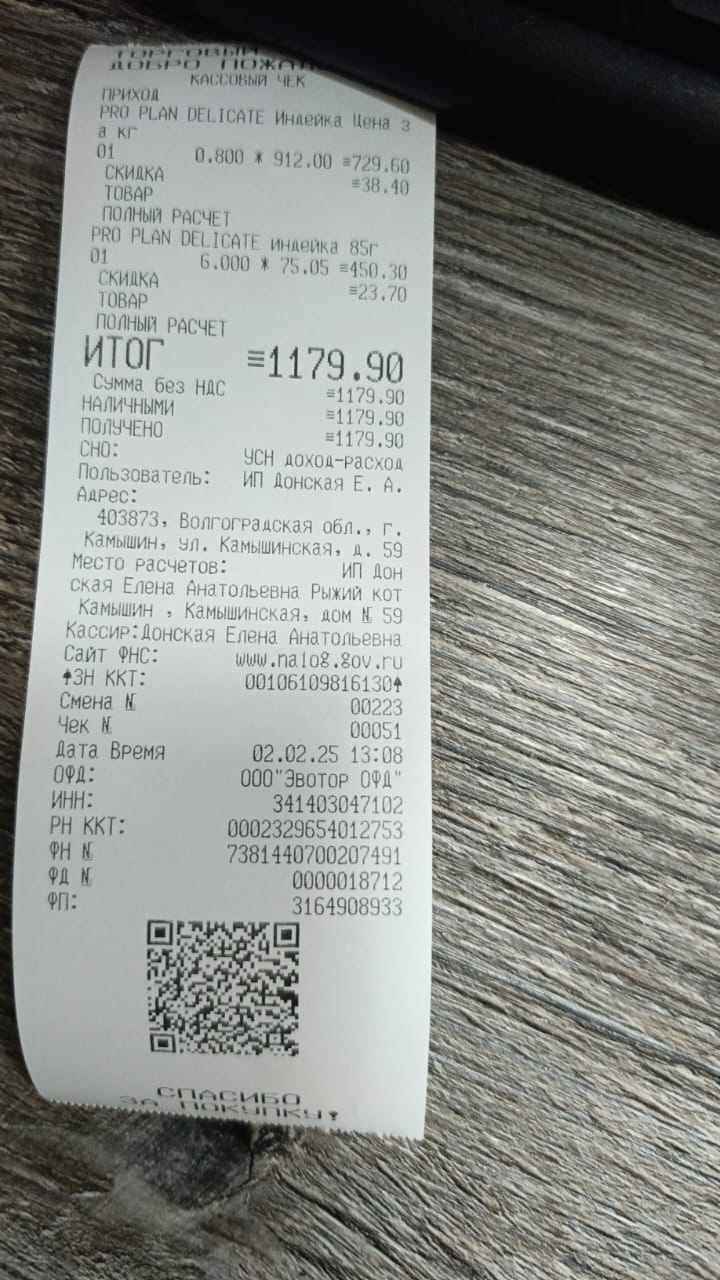 ТОРГОВЫЙ
ДОБРО ПОЖАЛ
КАССОВЫЙ ЧЕК
ПРИХОД
PRO PLAN DELICATE Индейка Цена з
а кг
01 0.800 * 912.00 ≡729.60
СКИДКА ≡38.40
ТОВАР
ПОЛНЫЙ РАСЧЕТ
PRO PLAN DELICATE индейка 85г
01 6.000 * 75.05 ≡450.30
СКИДКА ≡23.70
ТОВАР
ПОЛНЫЙ РАСЧЕТ
ИТОГ ≡1179.90
Сумма без НДС ≡1179.90
НАЛИЧНЫМИ ≡1179.90
ПОЛУЧЕНО ≡1179.90
СНО: УСН доход-расход
Пользователь: ИП Донская Е. А.
Адрес:
403873, Волгоградская обл., г.
Камышин, ул. Камышинская, д. 59
Место расчетов: ИП Дон
ская Елена Анатольевна Рыжий кот
Камышин , Камышинская, дом № 59
Кассир:Донская Елена Анатольевна
Сайт ФНС: www.nalog.gov.ru
♠ЗН ККТ: 00106109816130♠
Смена № 00223
Чек № 00051
Дата Время 02.02.25 13:08
ОФД: ООО"Эвотор ОФД"
ИНН: 341403047102
РН ККТ: 0002329654012753
ФН № 7381440700207491
ФД № 0000018712
ФП: 3164908933
СПАСИБО
ЗА ПОКУПКУ!